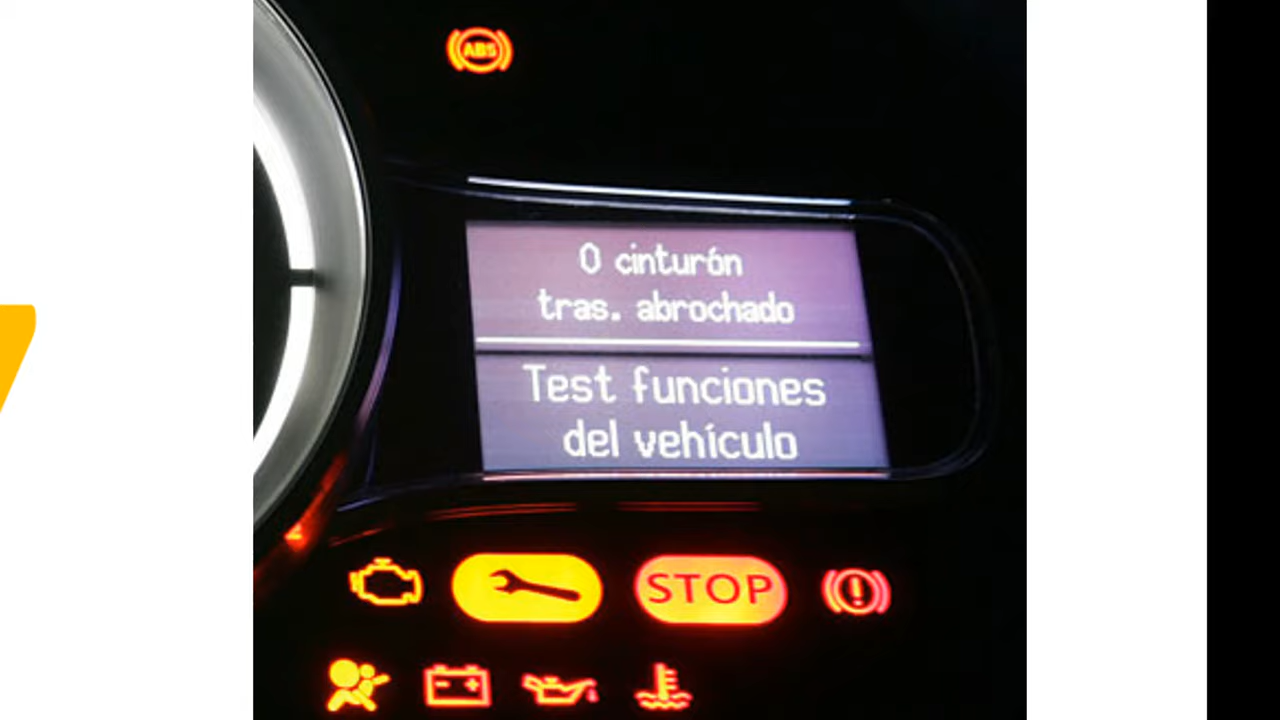 ABS
0 cinturón
tras. abrochado
Test funciones
del vehículo
STOP